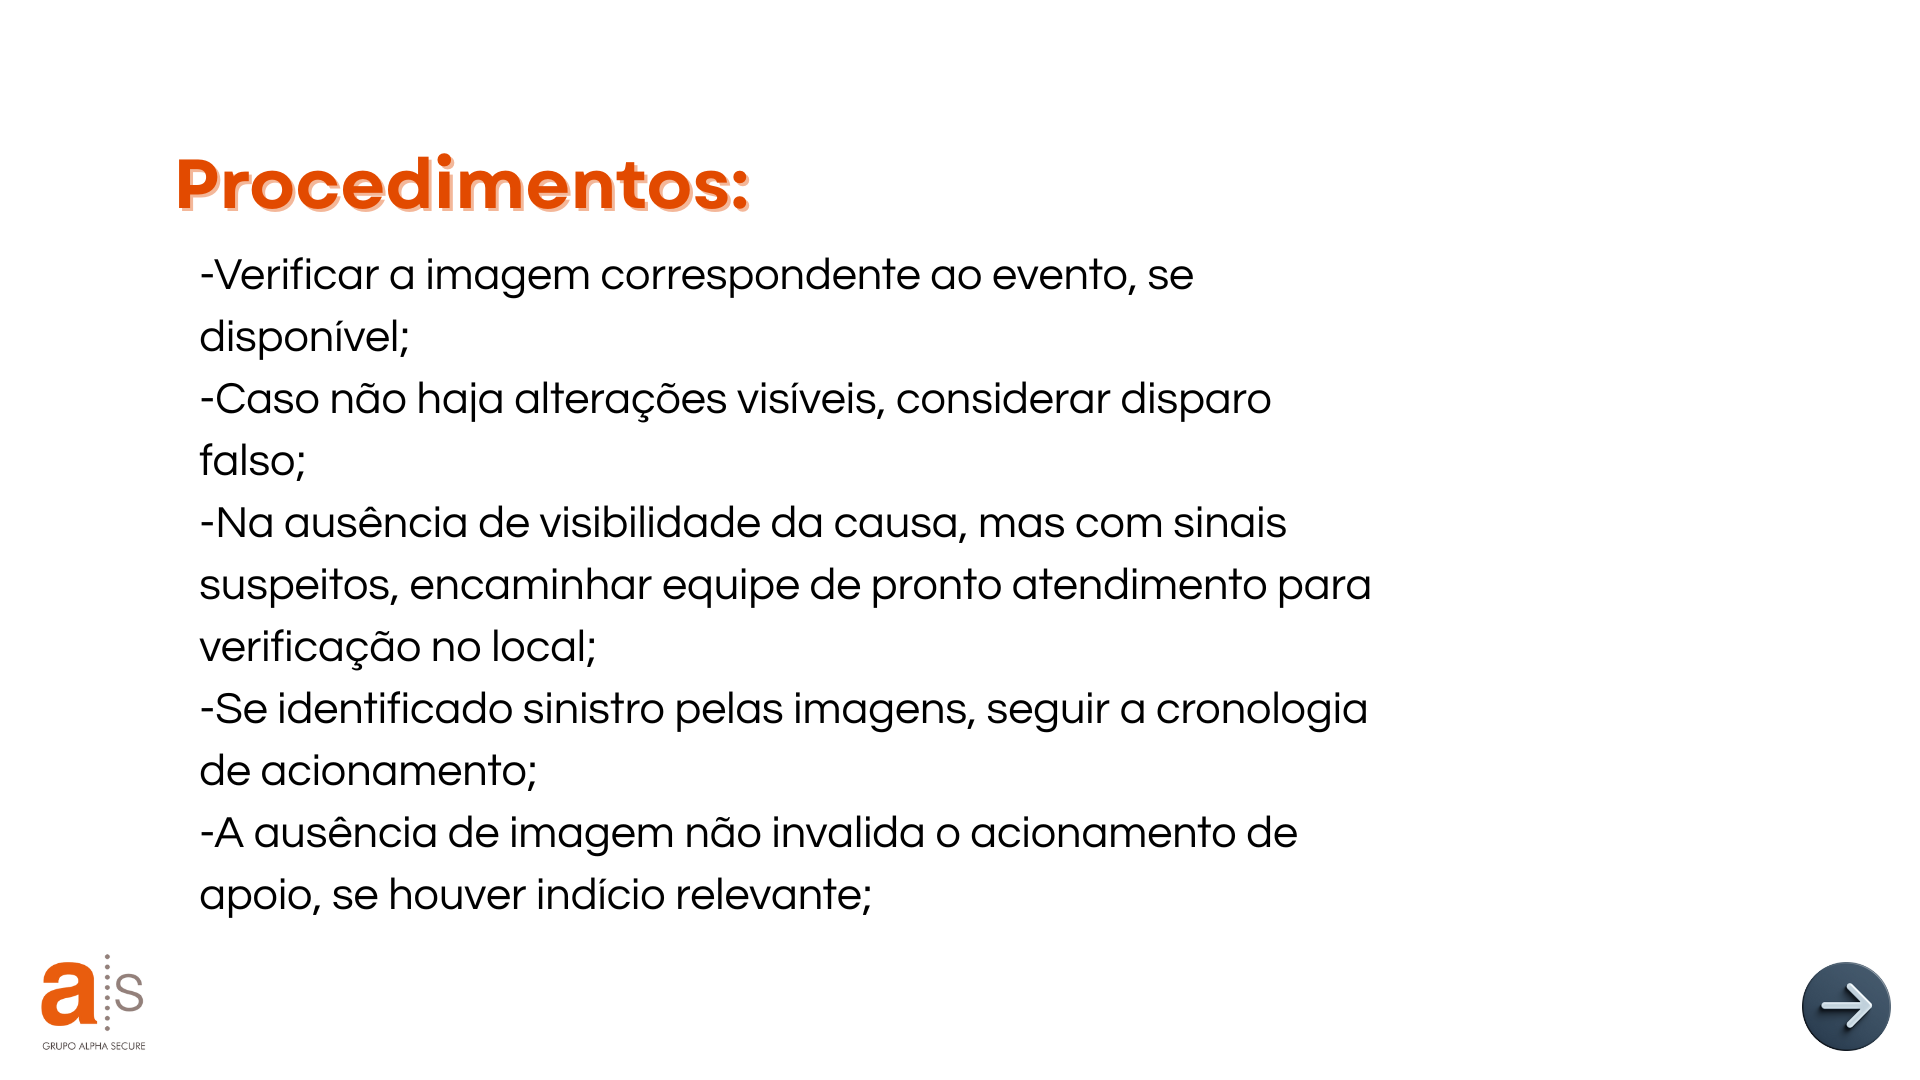 Procedimentos:
-Verificar a imagem correspondente ao evento, se
disponível;
-Caso não haja alterações visíveis, considerar disparo
falso;
-Na ausência de visibilidade da causa, mas com sinais
suspeitos, encaminhar equipe de pronto atendimento para
verificação no local;
-Se identificado sinistro pelas imagens, seguir a cronologia
de acionamento;
-A ausência de imagem não invalida o acionamento de
apoio, se houver indício relevante;
a s
GRUPO ALPHA SECURE